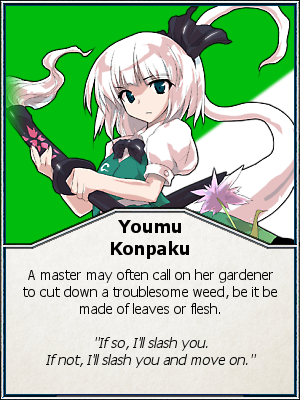 Youmu
Konpaku
A master may often call on her gardener
to cut down a troublesome weed, be it be
made of leaves or flesh.
"If so, I'll slash you.
If not, I'll slash you and move on."